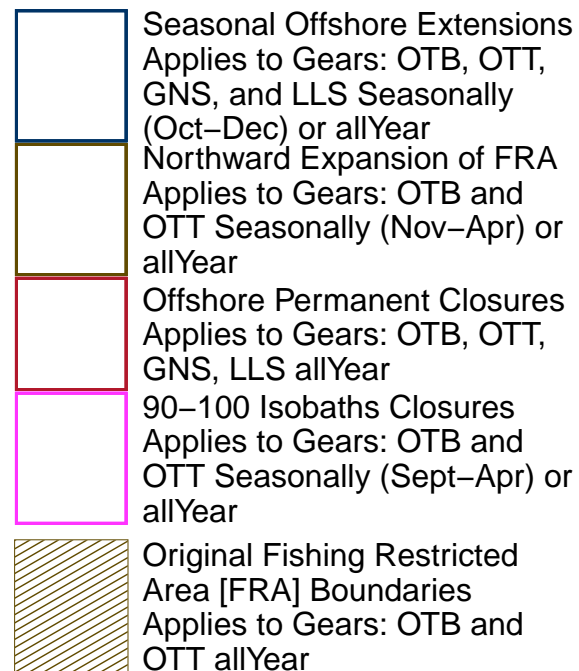 Seasonal Offshore Extensions
Applies to Gears: OTB, OTT,
GNS, and LLS Seasonally
(Oct−Dec) or allYear
Northward Expansion of FRA
Applies to Gears: OTB and
OTT Seasonally (Nov−Apr) or
allYear
Offshore Permanent Closures
Applies to Gears: OTB, OTT,
GNS, LLS allYear
90−100 Isobaths Closures
Applies to Gears: OTB and
OTT Seasonally (Sept−Apr) or
allYear
Original Fishing Restricted
Area [FRA] Boundaries
Applies to Gears: OTB and
OTT allYear